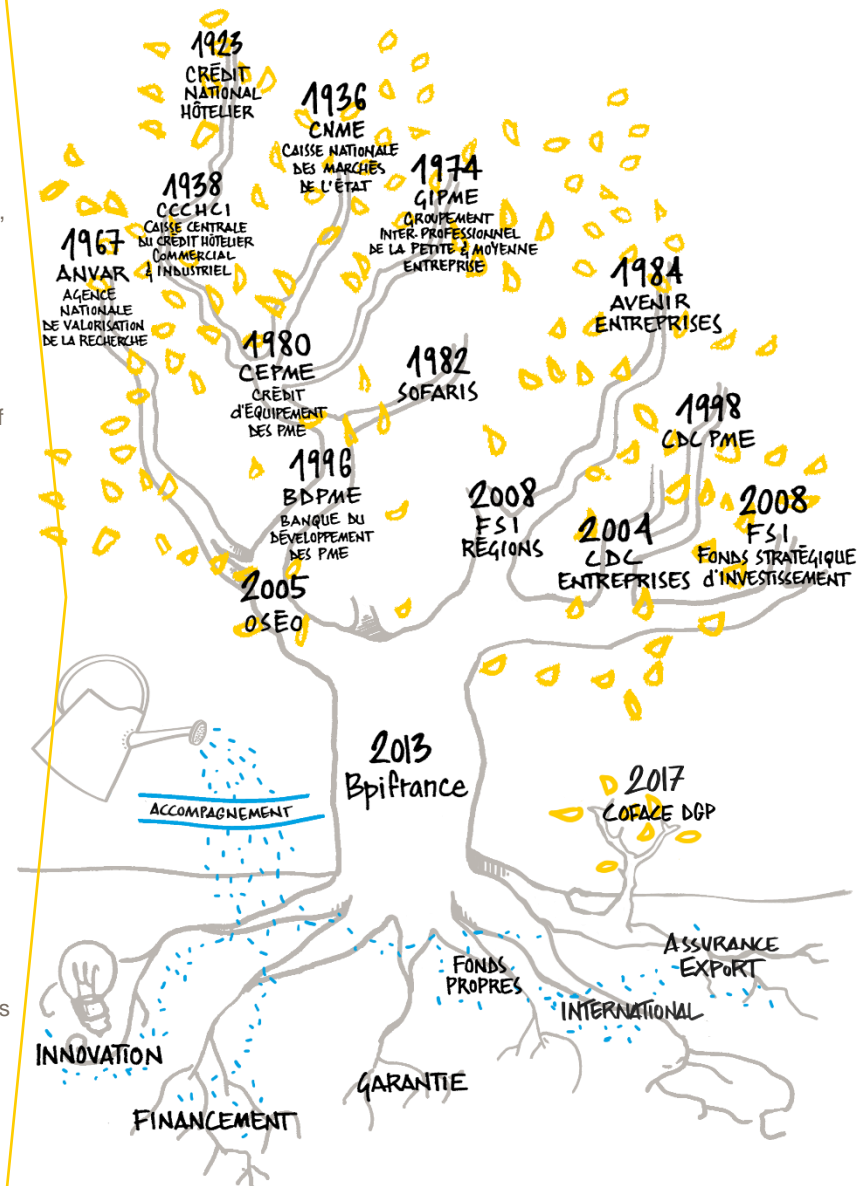 1923
CRÉDIT
NATIONAL
HÔTELIER
1936
CNME
CAISSE NATIONALE
DES MARCHÉS
DE L'ÉTAT
1974
GIPME
GROUPEMENT
INTER-PROFESSIONNEL
DE LA PETITE & MOYENNE
ENTREPRISE
1938
CCCHCI
CAISSE CENTRALE
DU CRÉDIT HÔTELIER
COMMERCIAL
& INDUSTRIEL
1967
ANVAR
AGENCE
NATIONALE
DE VALORISATION
DE LA RECHERCHE
1984
AVENIR
ENTREPRISES
1980
CEPME
CRÉDIT
d'ÉQUIPEMENT
DES PME
1982
SOFARIS
1998
CDC PME
1996
BDPME
BANQUE DU
DÉVELOPPEMENT
DES PME
2008
FSI
RÉGIONS
2004
CDC
ENTREPRISES
2008
FSI
FONDS STRATÉGIQUE
d'INVESTISSEMENT
2005
OSÉO
2013
Bpifrance
ACCOMPAGNEMENT
2017
COFACE DGP
INNOVATION
FINANCEMENT
GARANTIE
FONDS
PROPRES
INTERNATIONAL
ASSURANCE
EXPORT
,
f
s